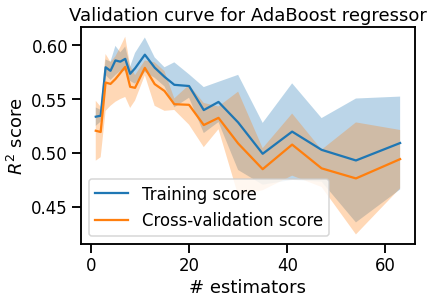 Validation curve for AdaBoost regressor
0.60
0.55
0.50
0.45
R² score
Training score
Cross-validation score
0 20 40 60
# estimators